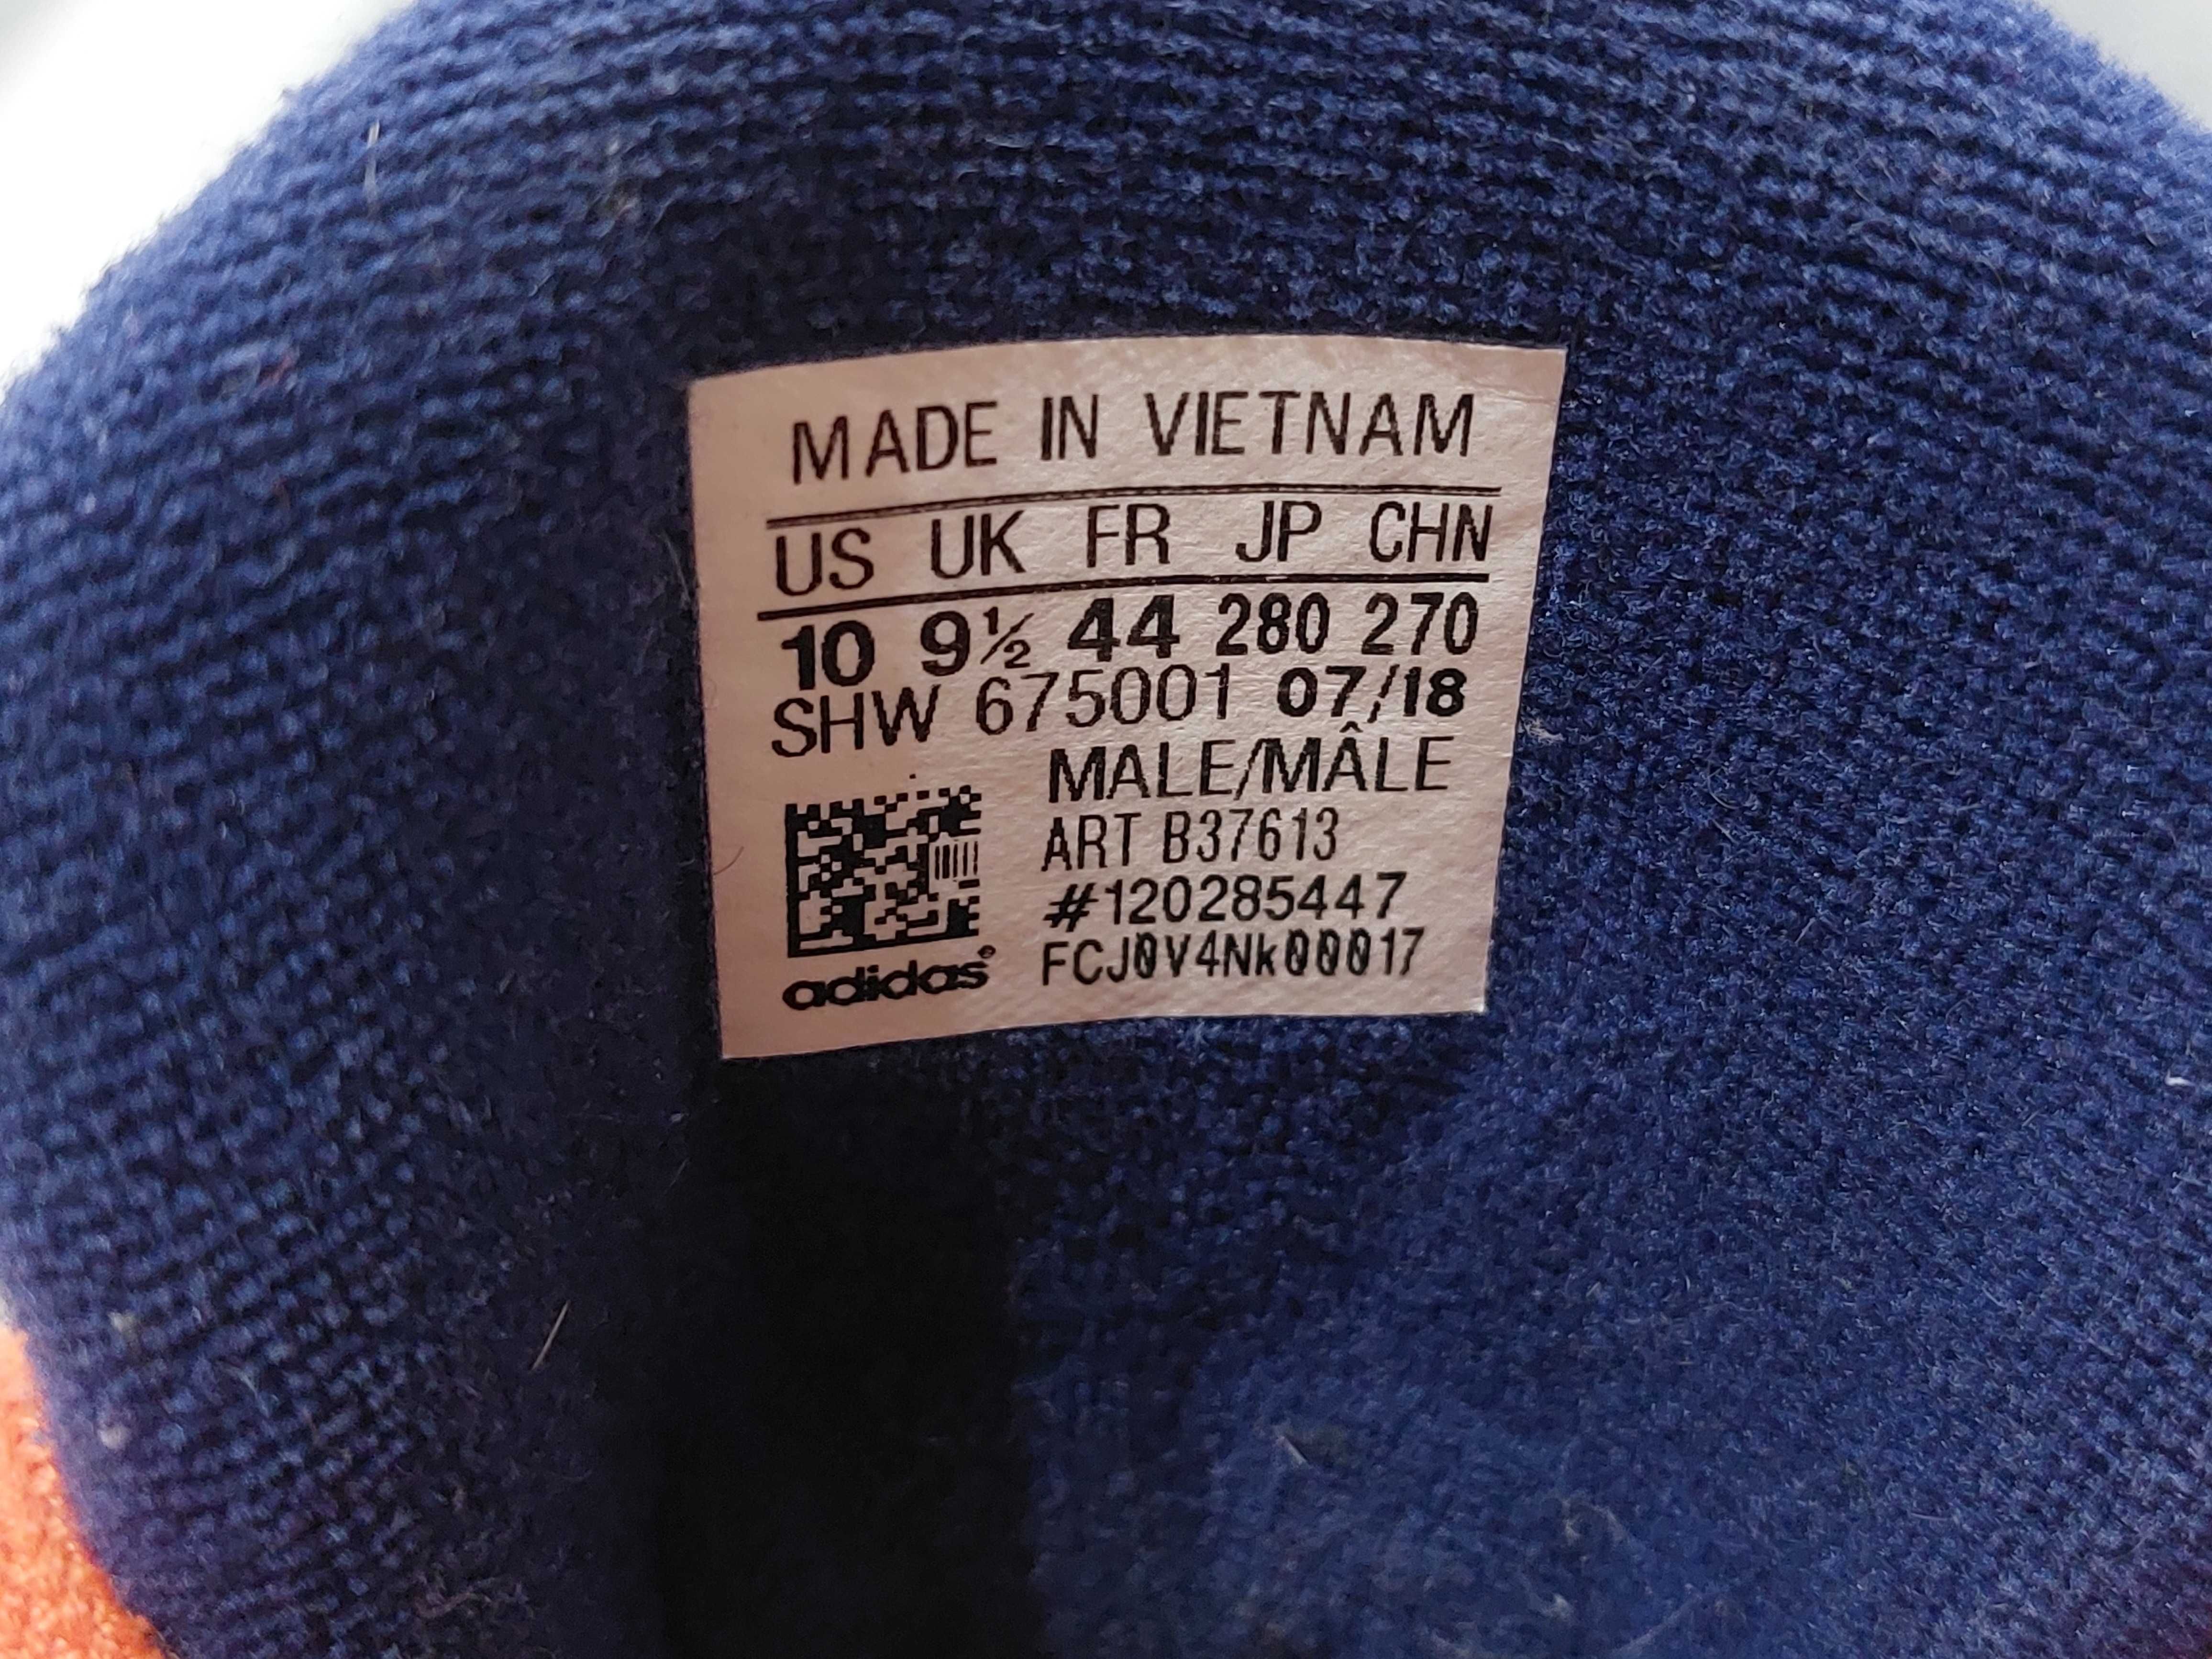 MADE IN VIETNAM
US UK FR JP CHN
10 9½ 44 280 270
SHW 675001 07/18
MALE/MÂLE
ART B37613
#120285447
FCJ0V4Nk00017
adidas®